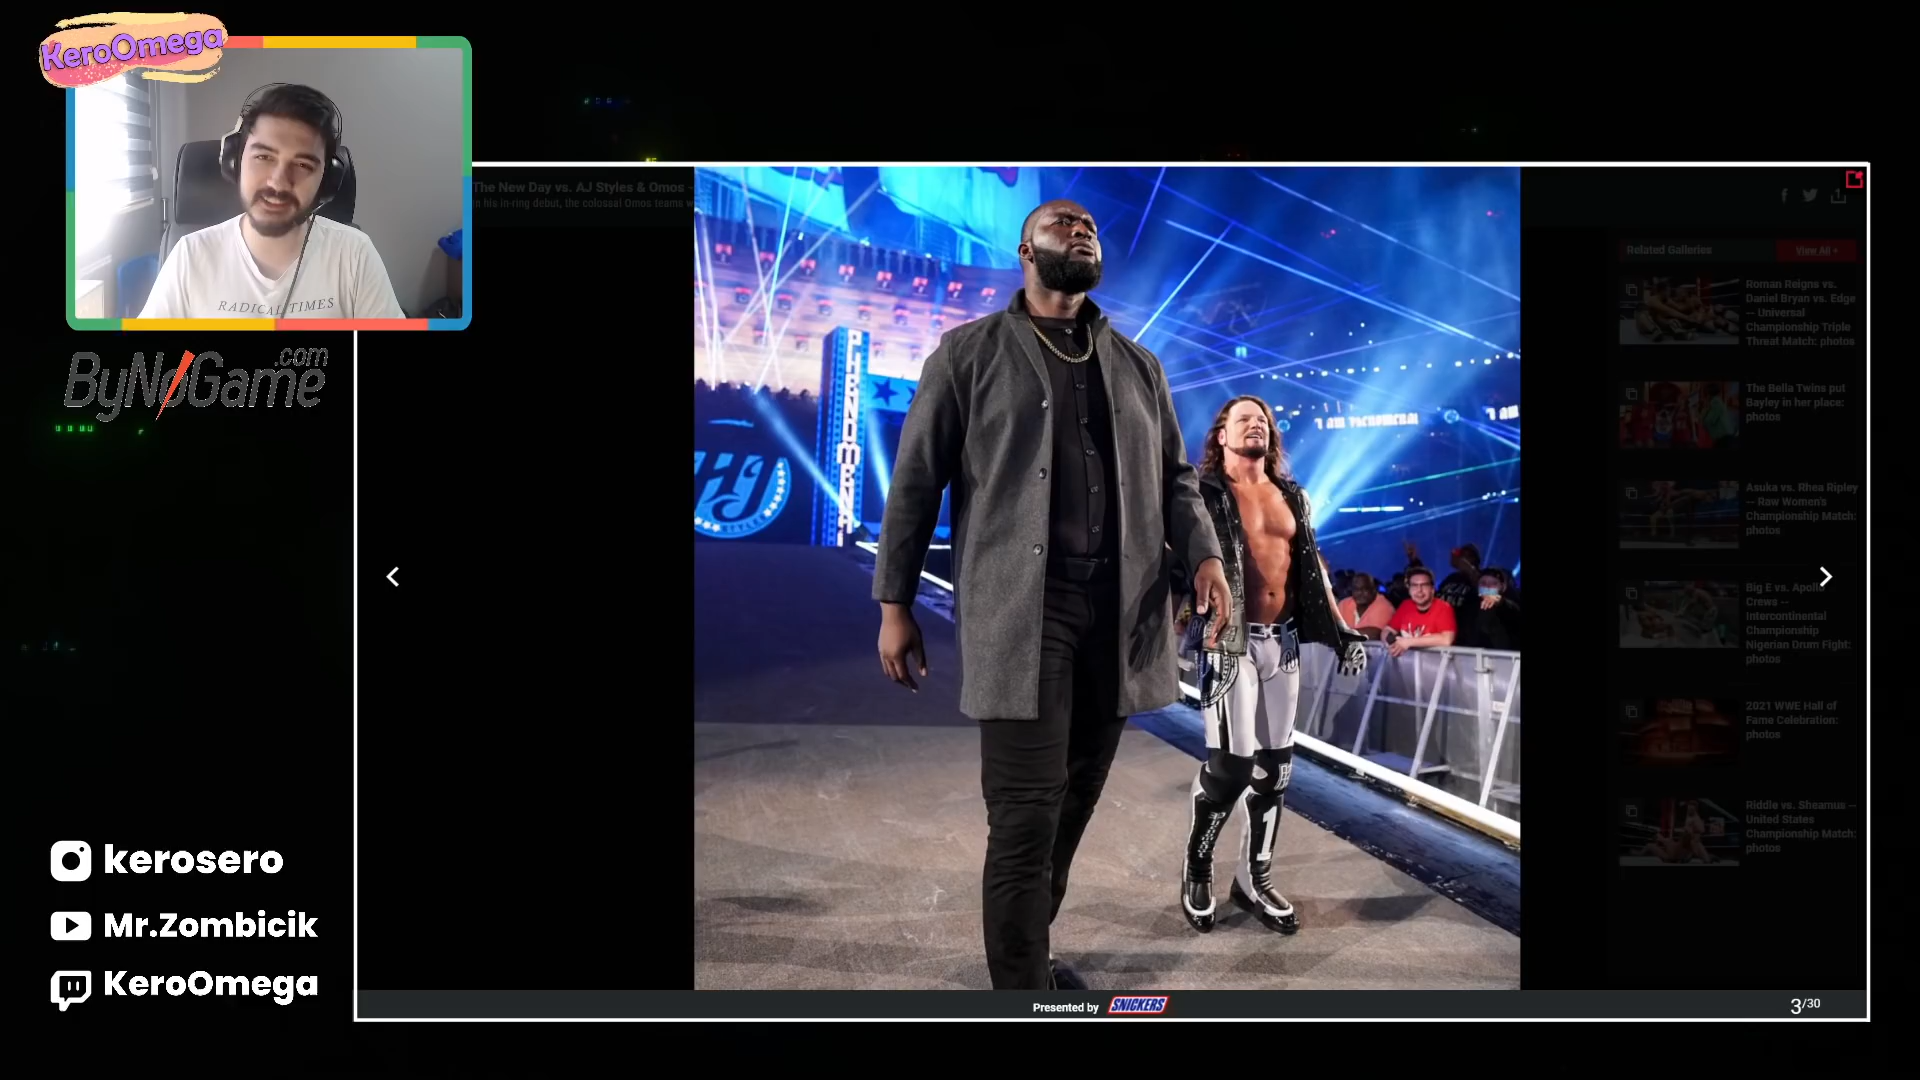 KeroOmega
RADICAL TIMES
ByNoGame
.com
kerosero
Mr.Zombicik
KeroOmega
The New Day vs. AJ Styles & Omos -
In his in-ring debut, the colossal Omos teams w
PHENOMENAL
AJ
STYLES
I AM PHENOMENAL
I AM
1
Related Galleries
View All +
Roman Reigns vs.
Daniel Bryan vs. Edge
-- Universal
Championship Triple
Threat Match: photos
The Bella Twins put
Bayley in her place:
photos
Asuka vs. Rhea Ripley
-- Raw Women's
Championship Match:
photos
Big E vs. Apollo
Crews --
Intercontinental
Championship
Nigerian Drum Fight:
photos
2021 WWE Hall of
Fame Celebration:
photos
Riddle vs. Sheamus --
United States
Championship Match:
photos
Presented by SNICKERS
3/30